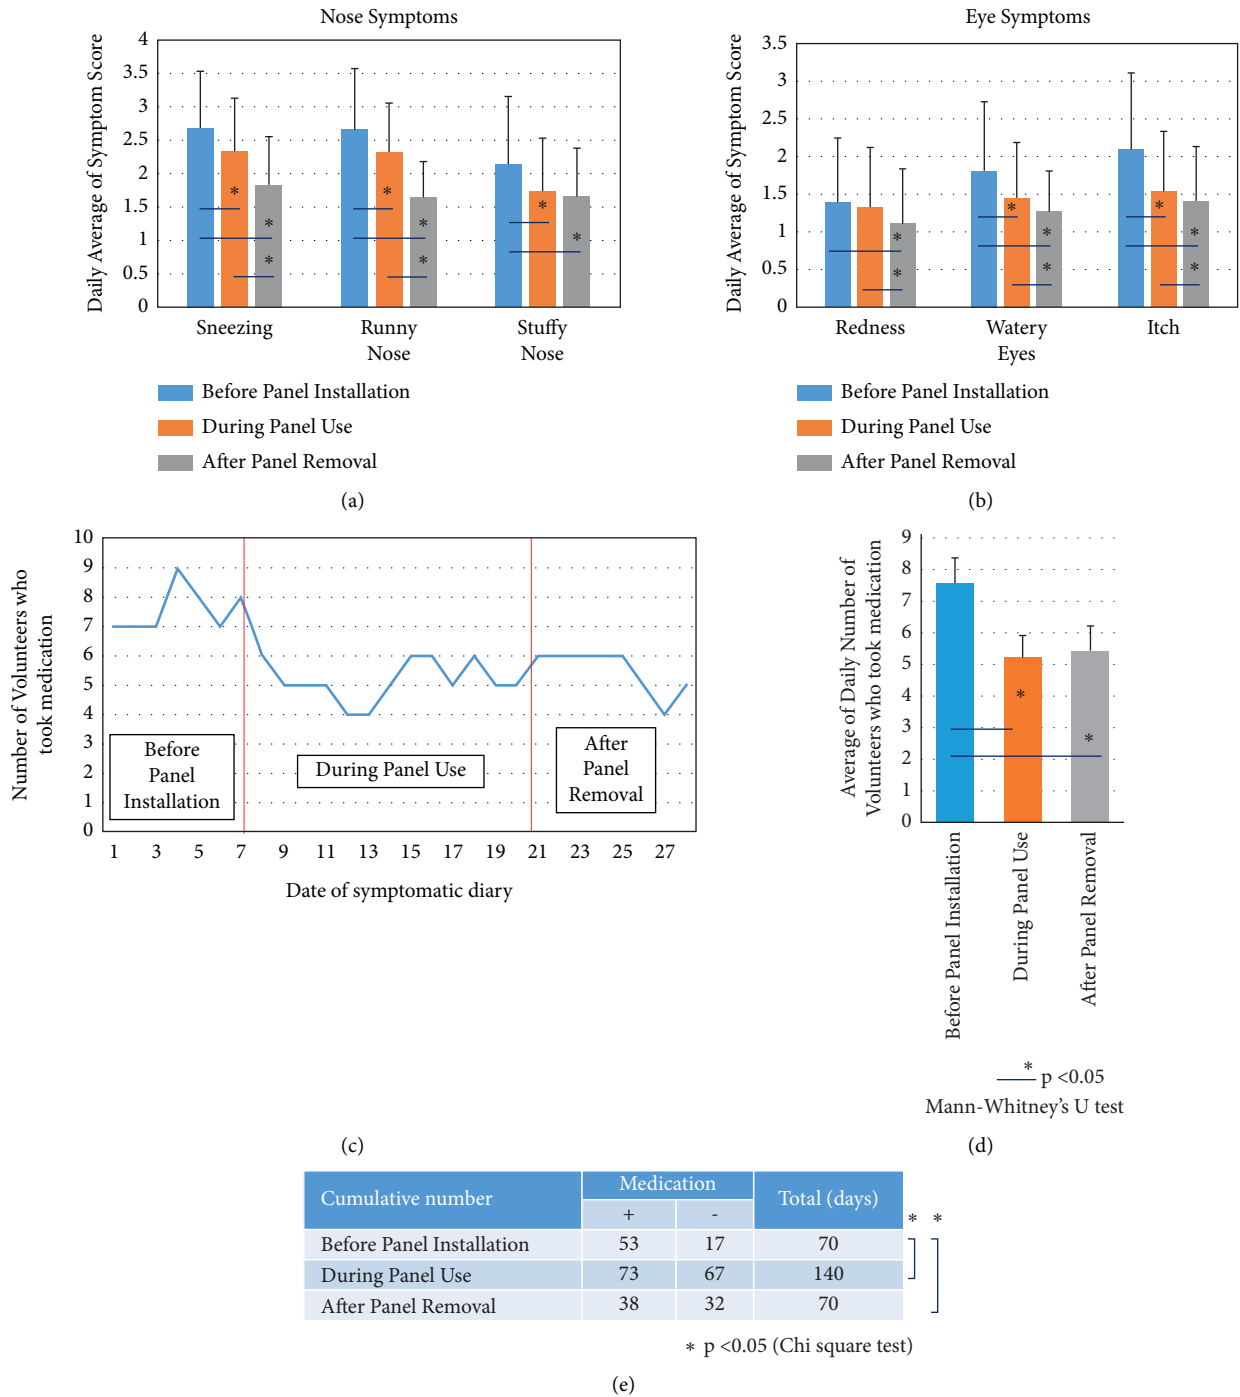 Nose Symptoms
Daily Average of Symptom Score
4
3.5
3
2.5
2
1.5
1
0.5
0
*
*
*
*
*
*
*
*
Sneezing
Runny
Nose
Stuffy
Nose
Before Panel Installation
During Panel Use
After Panel Removal
(a)
Eye Symptoms
Daily Average of Symptom Score
3.5
3
2.5
2
1.5
1
0.5
0
*
*
*
*
*
*
*
*
Redness
Watery
Eyes
Itch
Before Panel Installation
During Panel Use
After Panel Removal
(b)
Number of Volunteers who
took medication
10
9
8
7
6
5
4
3
2
1
0
Before
Panel
Installation
During Panel Use
After
Panel
Removal
1 3 5 7 9 11 13 15 17 19 21 23 25 27
Date of symptomatic diary
(c)
Average of Daily Number of
Volunteers who took medication
9
8
7
6
5
4
3
2
1
0
*
*
Before Panel Installation
During Panel Use
After Panel Removal
* p <0.05
Mann-Whitney's U test
(d)
Cumulative number Medication Total (days)
+ -
* *
Before Panel Installation 53 17 70
During Panel Use 73 67 140
After Panel Removal 38 32 70
* p <0.05 (Chi square test)
(e)